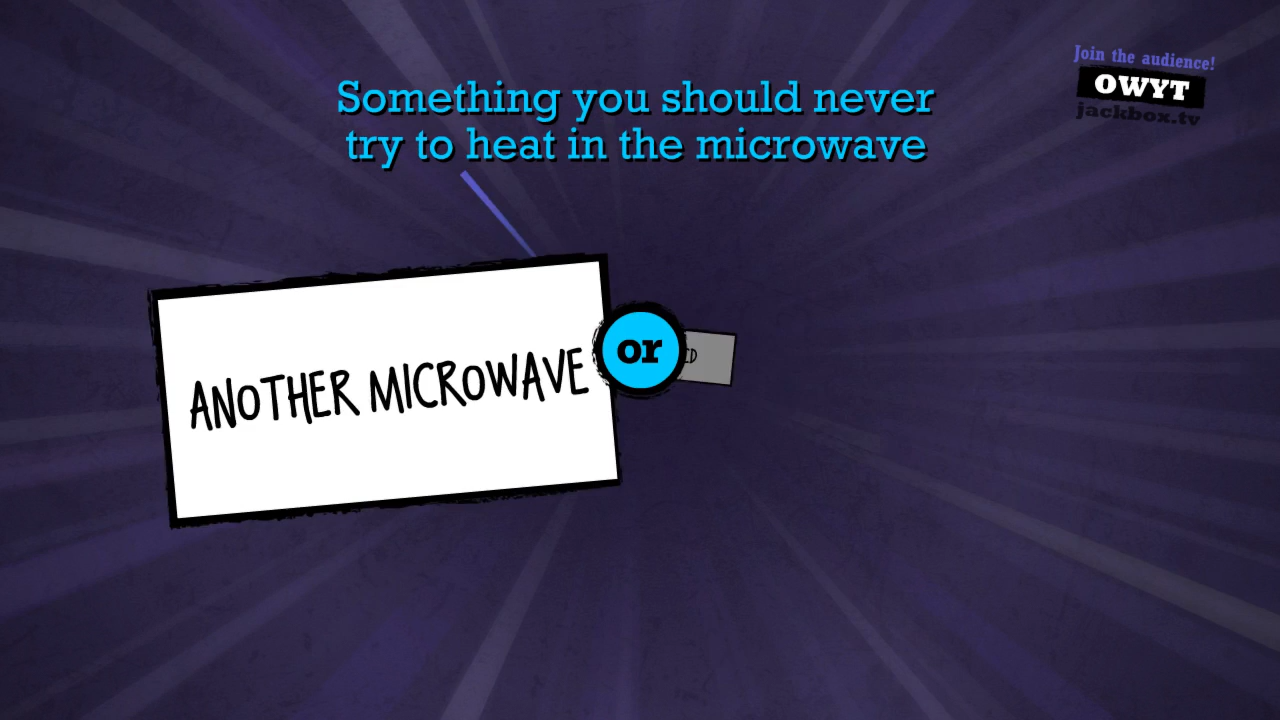 Join the audience!
OWYT
jackbox.tv
Something you should never
try to heat in the microwave
ANOTHER MICROWAVE
or